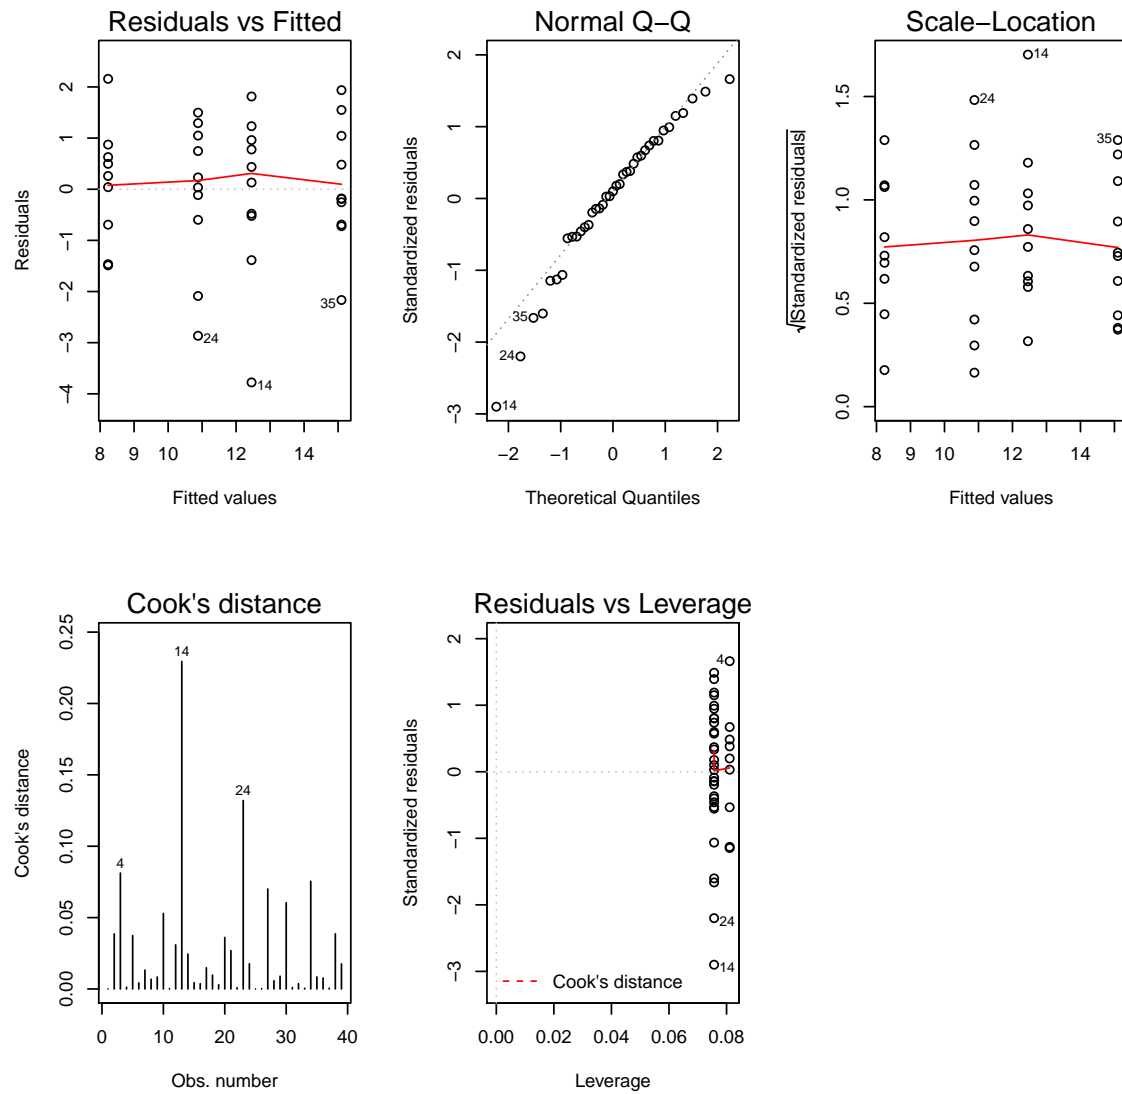 Residuals vs Fitted
2
1
0
−1
−2
−3
−4
Residuals
35
24
14
8 9 10 12 14
Fitted values
Normal Q−Q
2
1
0
−1
−2
−3
Standardized residuals
35
24
14
−2 −1 0 1 2
Theoretical Quantiles
Scale−Location
1.5
1.0
0.5
0.0
√|Standardized residuals|
14
24
35
8 9 10 12 14
Fitted values
Cook's distance
0.25
0.20
0.15
0.10
0.05
0.00
Cook's distance
14
24
4
0 10 20 30 40
Obs. number
Residuals vs Leverage
2
1
0
−1
−2
−3
Standardized residuals
4
24
14
Cook's distance
0.00 0.02 0.04 0.06 0.08
Leverage